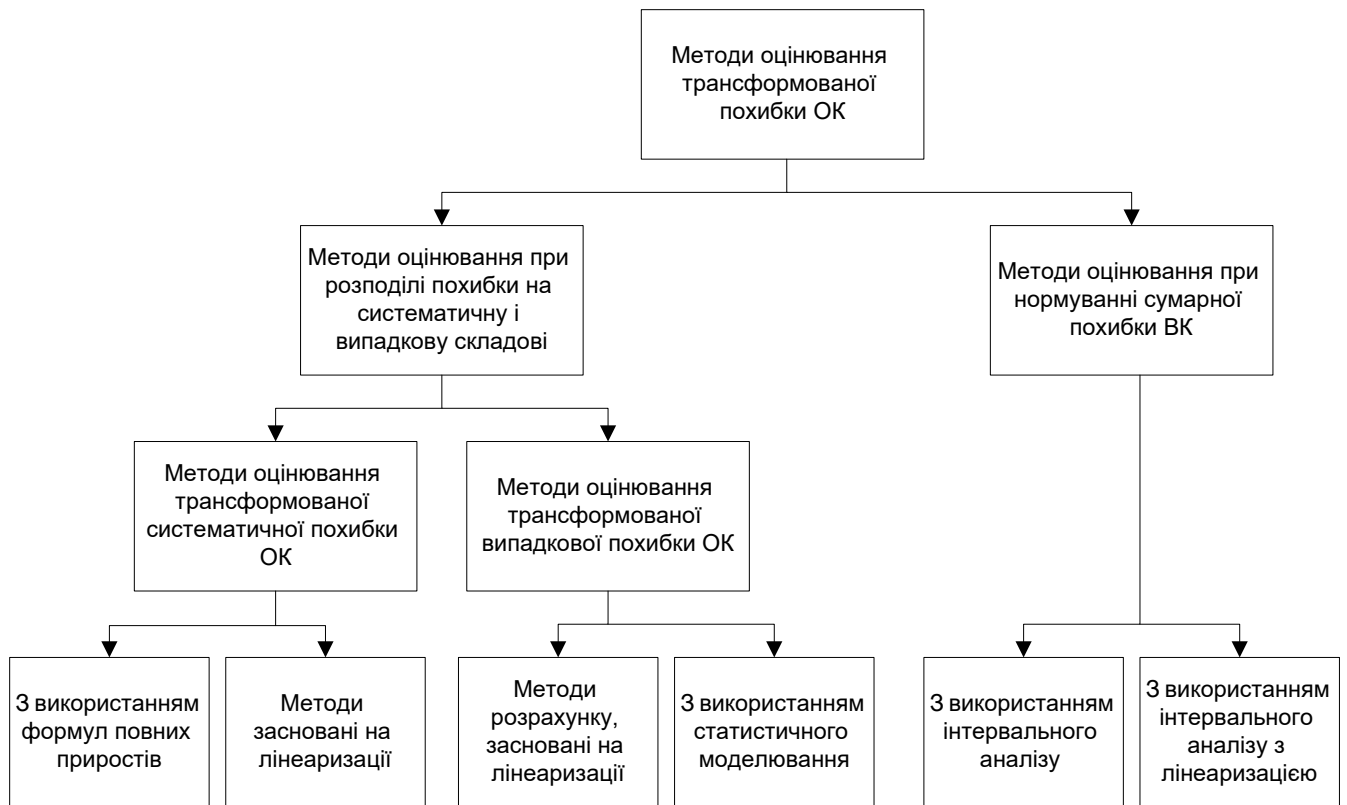 Методи оцінювання
трансформованої
похибки ОК
Методи оцінювання при
розподілі похибки на
систематичну і
випадкову складові
Методи оцінювання при
нормуванні сумарної
похибки ВК
Методи оцінювання
трансформованої
систематичної похибки
ОК
Методи оцінювання
трансформованої
випадкової похибки ОК
З використанням
формул повних
приростів
Методи
засновані на
лінеаризації
Методи
розрахунку,
засновані на
лінеаризації
З використанням
статистичного
моделювання
З використанням
інтервального
аналізу
З використанням
інтервального
аналізу з
лінеаризацією